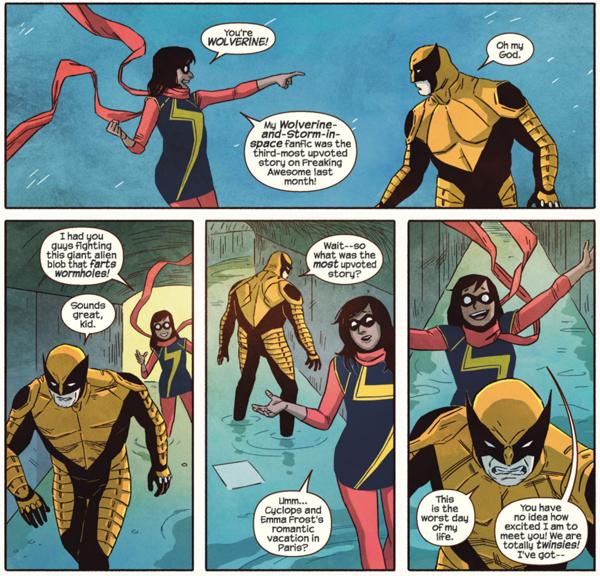 You're
WOLVERINE!
Oh my
God.
My Wolverine-
and-Storm-in-
space fanfic was the
third-most upvoted
story on Freaking
Awesome last
month!
I had you
guys fighting
this giant alien
blob that farts
wormholes!
Sounds
great,
kid.
Wait--so
what was the
most upvoted
story?
Umm...
Cyclops and
Emma Frost's
romantic
vacation in
Paris?
This
is the
worst day
of my
life.
You have
no idea how
excited I am to
meet you! We are
totally twinsies!
I've got--